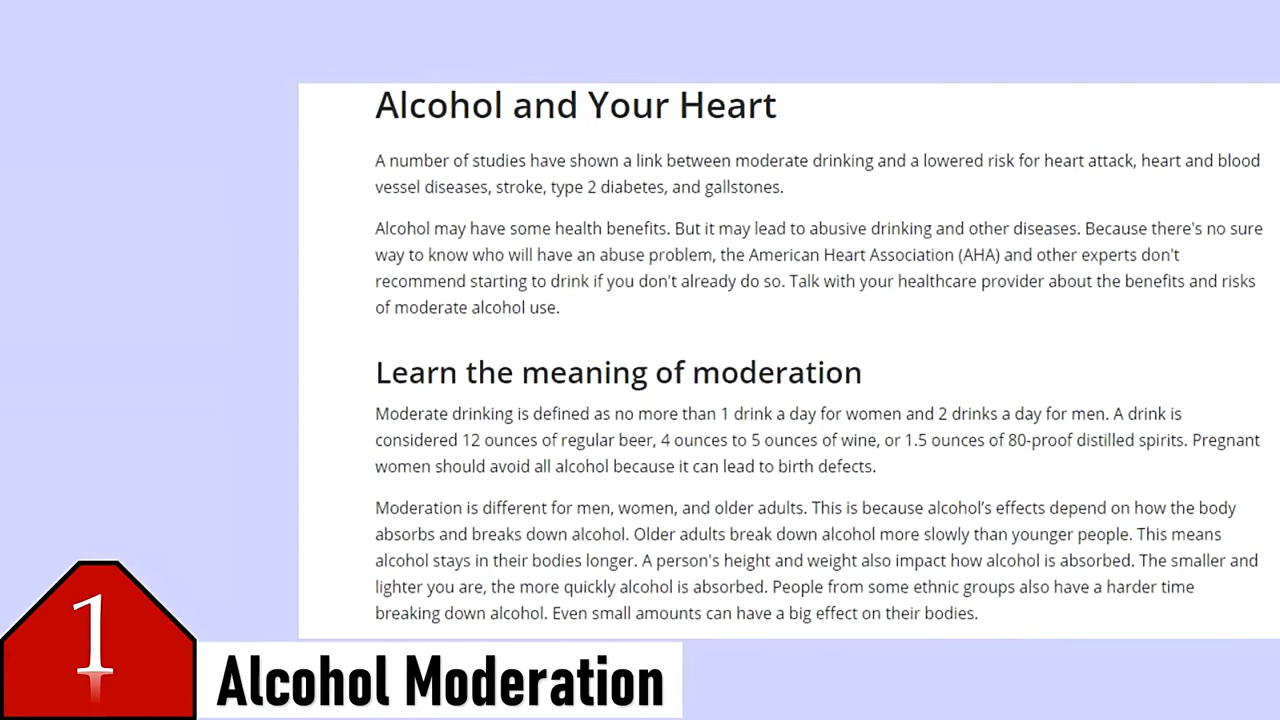 Alcohol and Your Heart
A number of studies have shown a link between moderate drinking and a lowered risk for heart attack, heart and blood
vessel diseases, stroke, type 2 diabetes, and gallstones.
Alcohol may have some health benefits. But it may lead to abusive drinking and other diseases. Because there's no sure
way to know who will have an abuse problem, the American Heart Association (AHA) and other experts don't
recommend starting to drink if you don't already do so. Talk with your healthcare provider about the benefits and risks
of moderate alcohol use.
Learn the meaning of moderation
Moderate drinking is defined as no more than 1 drink a day for women and 2 drinks a day for men. A drink is
considered 12 ounces of regular beer, 4 ounces to 5 ounces of wine, or 1.5 ounces of 80-proof distilled spirits. Pregnant
women should avoid all alcohol because it can lead to birth defects.
Moderation is different for men, women, and older adults. This is because alcohol’s effects depend on how the body
absorbs and breaks down alcohol. Older adults break down alcohol more slowly than younger people. This means
alcohol stays in their bodies longer. A person's height and weight also impact how alcohol is absorbed. The smaller and
lighter you are, the more quickly alcohol is absorbed. People from some ethnic groups also have a harder time
breaking down alcohol. Even small amounts can have a big effect on their bodies.
1
Alcohol Moderation